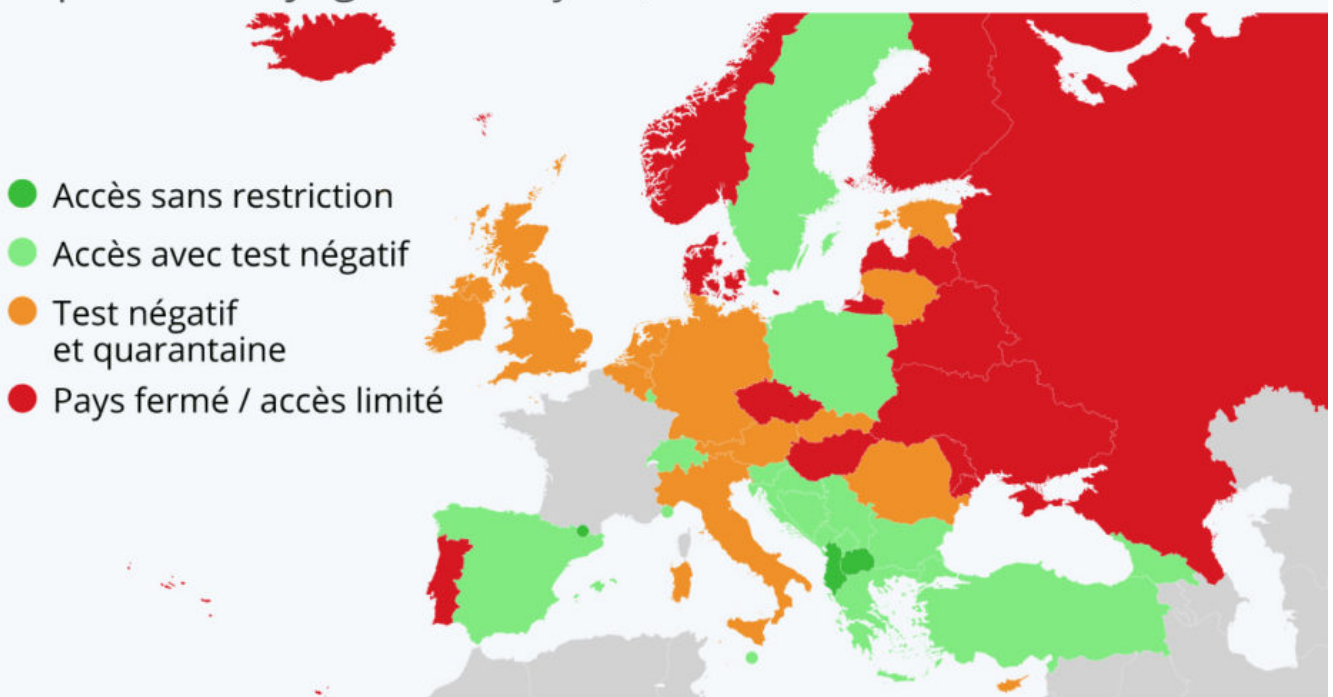 Accès sans restriction
Accès avec test négatif
Test négatif
et quarantaine
Pays fermé / accès limité